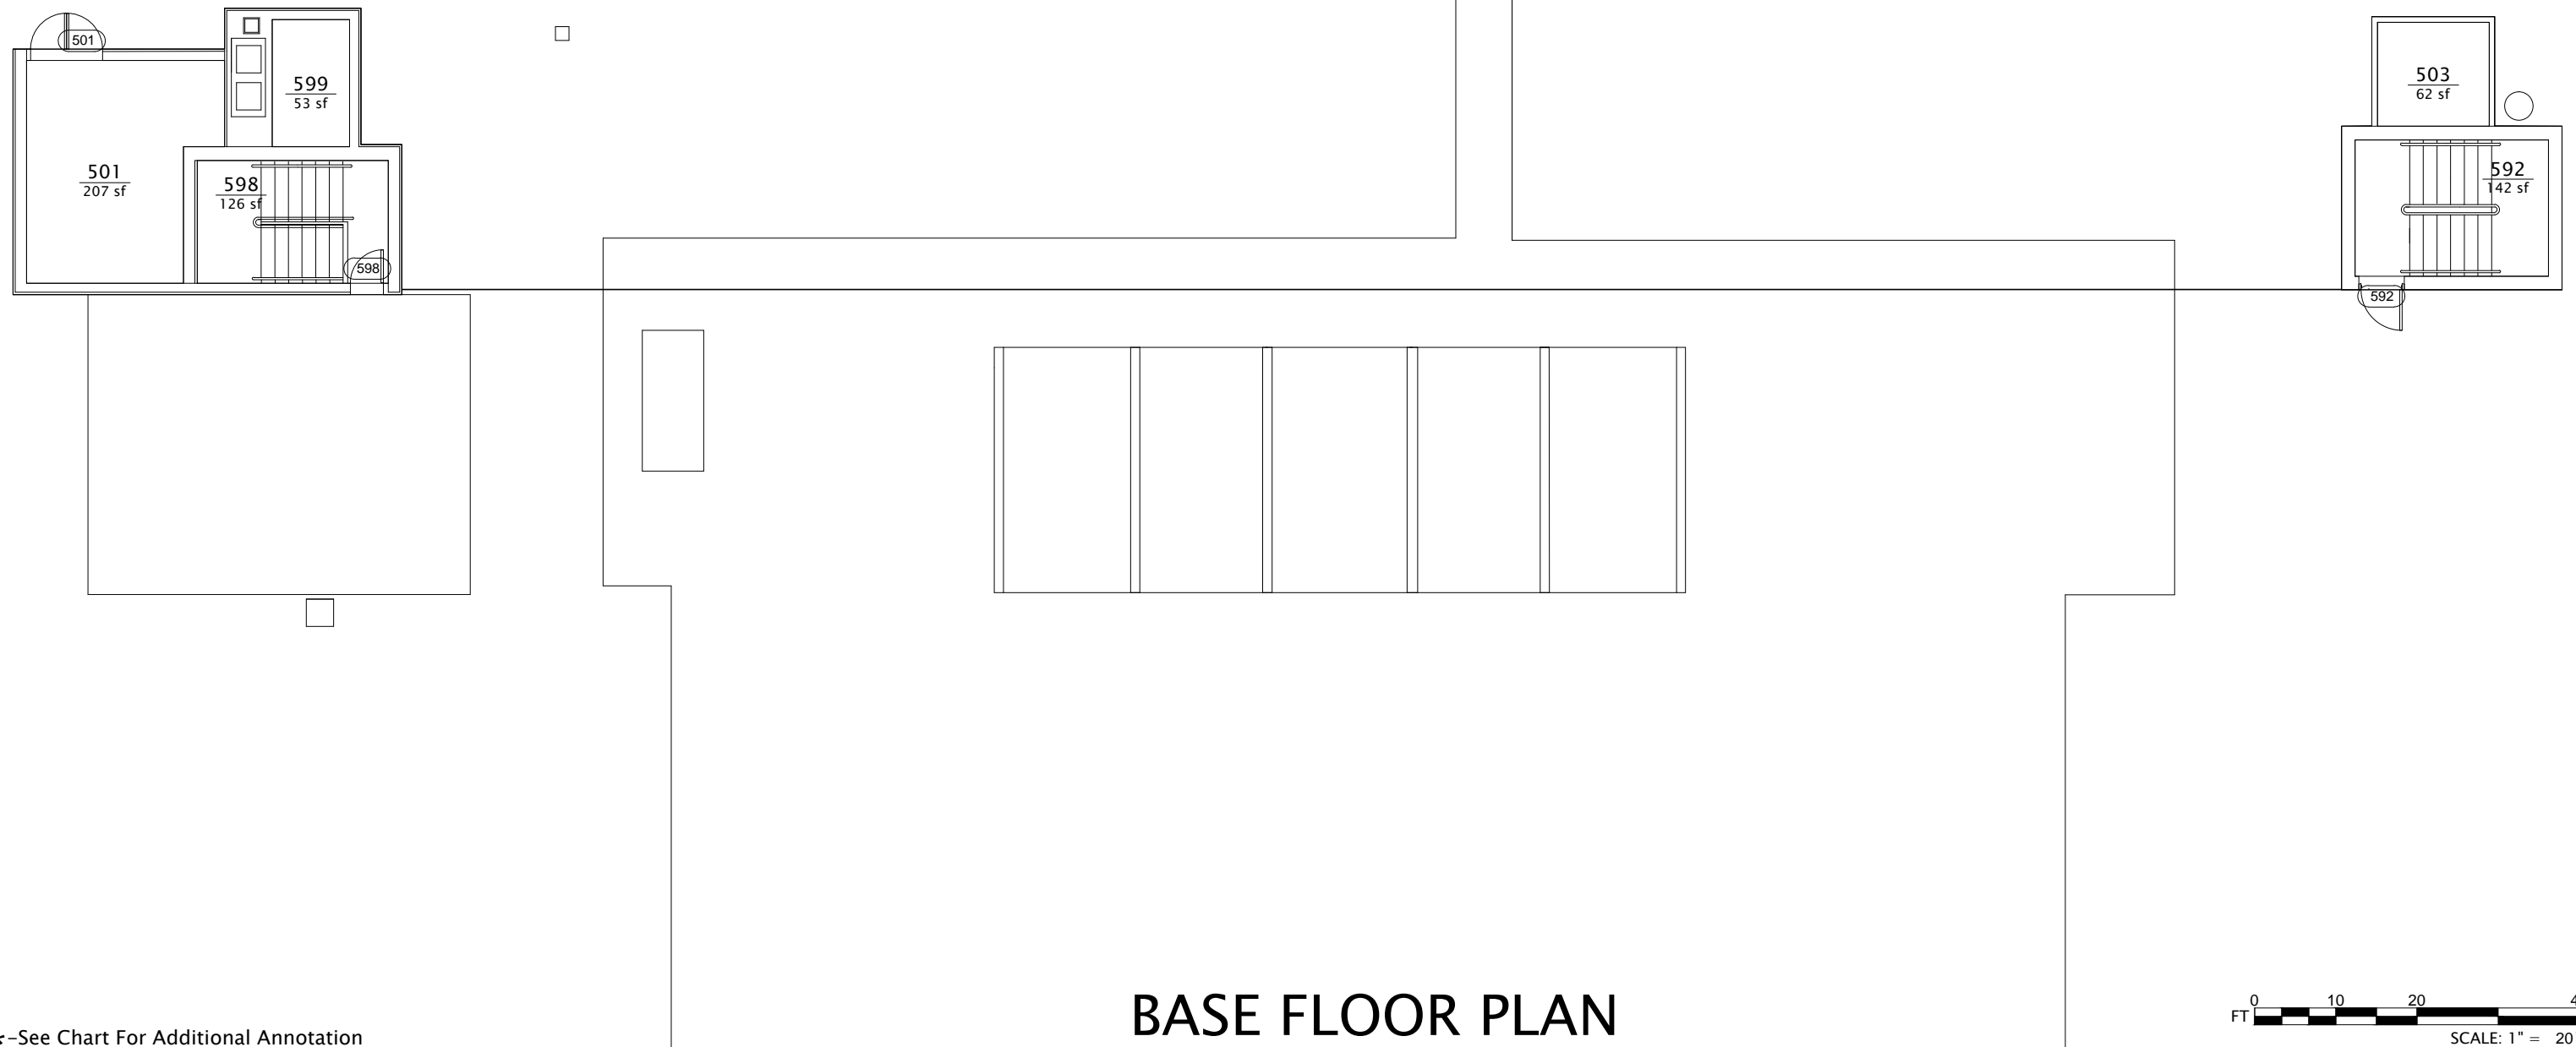 501
599
53 sf
503
62 sf
501
207 sf
598
126 sf
592
142 sf
598
592
BASE FLOOR PLAN
0 10 20
FT
SCALE: 1" = 20
-See Chart For Additional Annotation